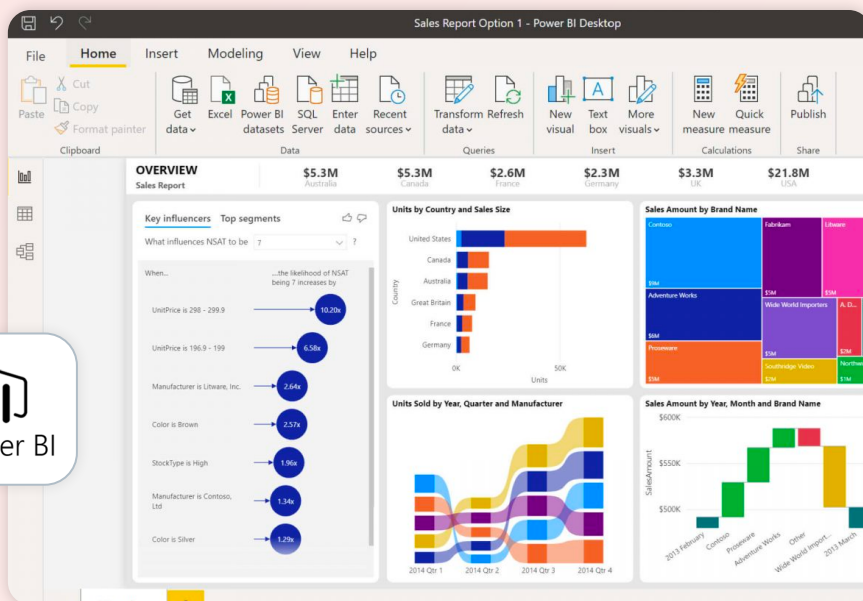 Sales Report Option 1 - Power BI Desktop
File Home Insert Modeling View Help
Paste
Cut
Copy
Format painter
Clipboard
Get data
Excel
Power BI datasets
SQL Server
Enter data
Recent sources
Data
Transform data
Refresh
Queries
New visual
Text box
More visuals
Insert
New measure
Quick measure
Calculations
Publish
Share
OVERVIEW
Sales Report
$5.3M
Australia
$5.3M
Canada
$2.6M
France
$2.3M
Germany
$3.3M
UK
$21.8M
USA
Key influencers Top segments
What influences NSAT to be 7 ?
When...
...the likelihood of NSAT
being 7 increases by
UnitPrice is 298 - 299.9
10.20x
UnitPrice is 196.9 - 199
6.58x
Manufacturer is Litware, Inc.
2.64x
Color is Brown
2.57x
StockType is High
1.96x
Manufacturer is Contoso,
Ltd
1.34x
Color is Silver
1.29x
Units by Country and Sales Size
Country
United States
Canada
Australia
Great Britain
France
Germany
0K 50K
Units
Sales Amount by Brand Name
Contoso
$9M
Adventure Works
$6M
Proseware
$5M
Fabrikam
$5M
Litware
$5M
Wide World Importers
$5M
A. D...
$2M
Southridge Video
$2M
Northw
$1M
Units Sold by Year, Quarter and Manufacturer
2014 Qtr 1 2014 Qtr 2 2014 Qtr 3 2014 Qtr 4
Sales Amount by Year, Month and Brand Name
SalesAmount
$600K
$550K
$500K
2013 February
Contoso
Proseware
Adventure Works
Other
Wide World Import...
2013 March
er BI